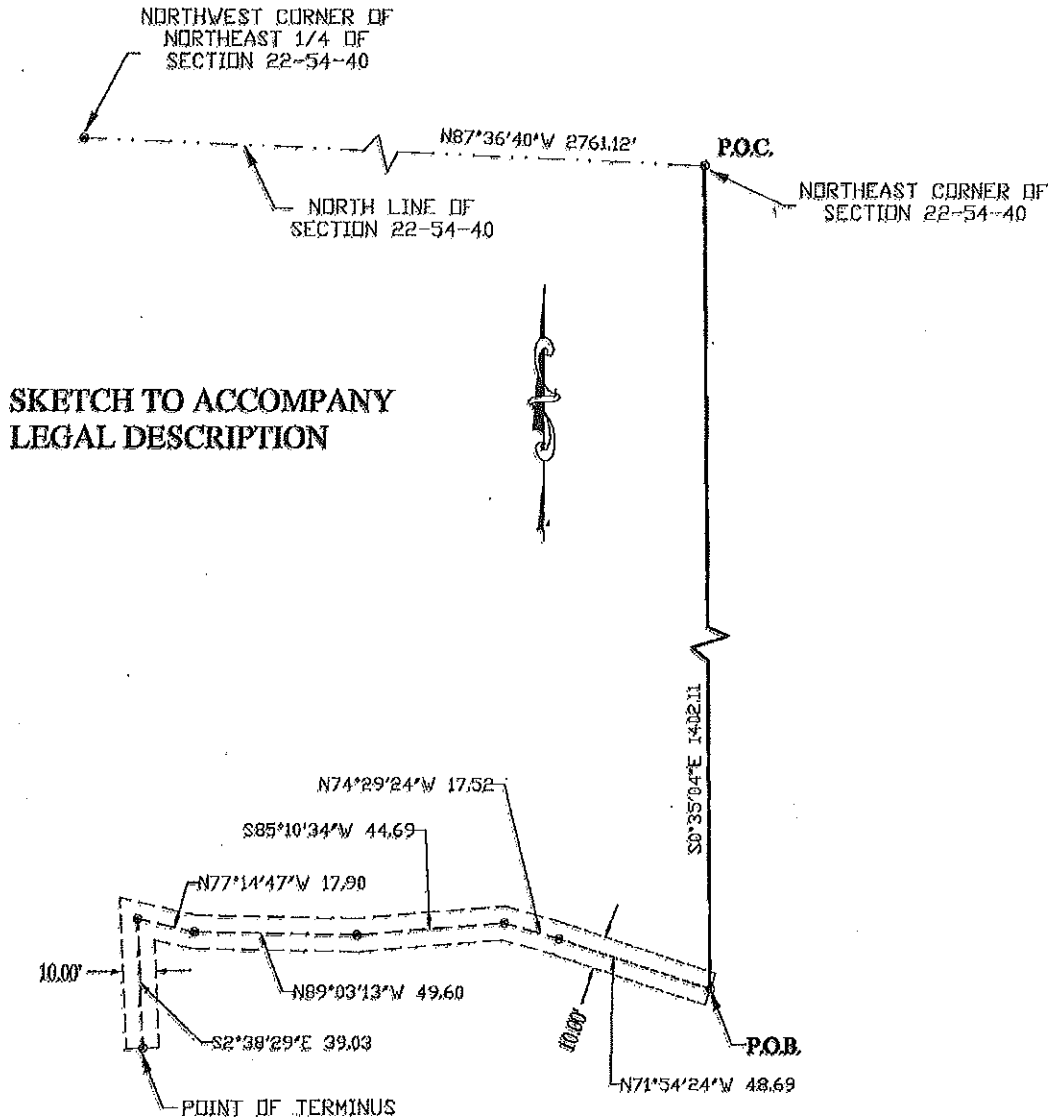 NORTHWEST CORNER OF
NORTHEAST 1/4 OF
SECTION 22-54-40
N87°36'40"W 2761.12'
P.O.C.
NORTHEAST CORNER OF
SECTION 22-54-40
NORTH LINE OF
SECTION 22-54-40
SKETCH TO ACCOMPANY
LEGAL DESCRIPTION
S0°35'04"E 1402.11
N74°29'24"W 17.52
S85°10'34"W 44.69
N77°14'47"W 17.90
10.00'
N89°03'13"W 49.60
10.00'
S2°38'29"E 39.03
P.O.B.
N71°54'24"W 48.69
POINT OF TERMINUS